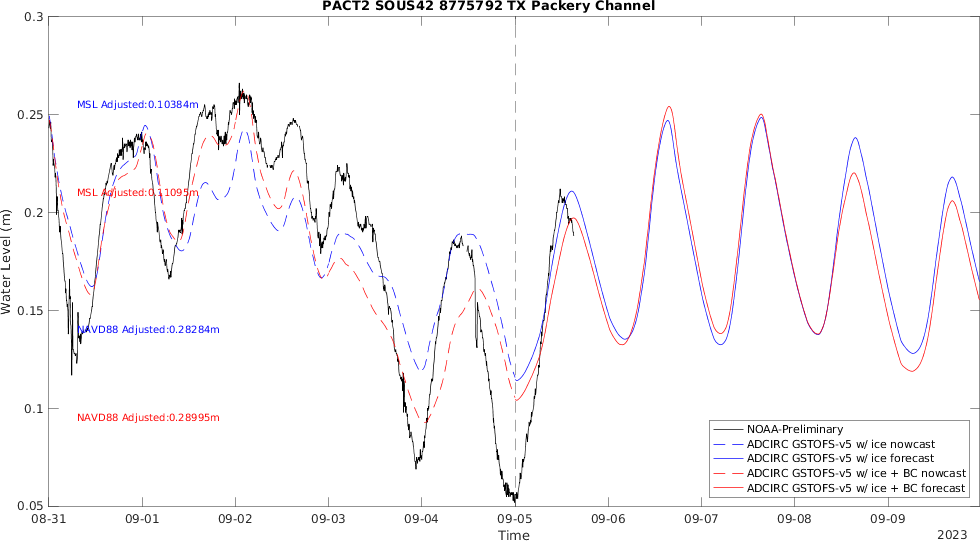 PACT2 SOUS42 8775792 TX Packery Channel
Water Level (m)
0.3
0.25
0.2
0.15
0.1
0.05
MSL Adjusted:0.10384m
MSL Adjusted:0.11095m
NAVD88 Adjusted:0.28284m
NAVD88 Adjusted:0.28995m
NOAA-Preliminary
ADCIRC GSTOFS-v5 w/ ice nowcast
ADCIRC GSTOFS-v5 w/ ice forecast
ADCIRC GSTOFS-v5 w/ ice + BC nowcast
ADCIRC GSTOFS-v5 w/ ice + BC forecast
08-31 09-01 09-02 09-03 09-04 09-05 09-06 09-07 09-08 09-09
Time
2023